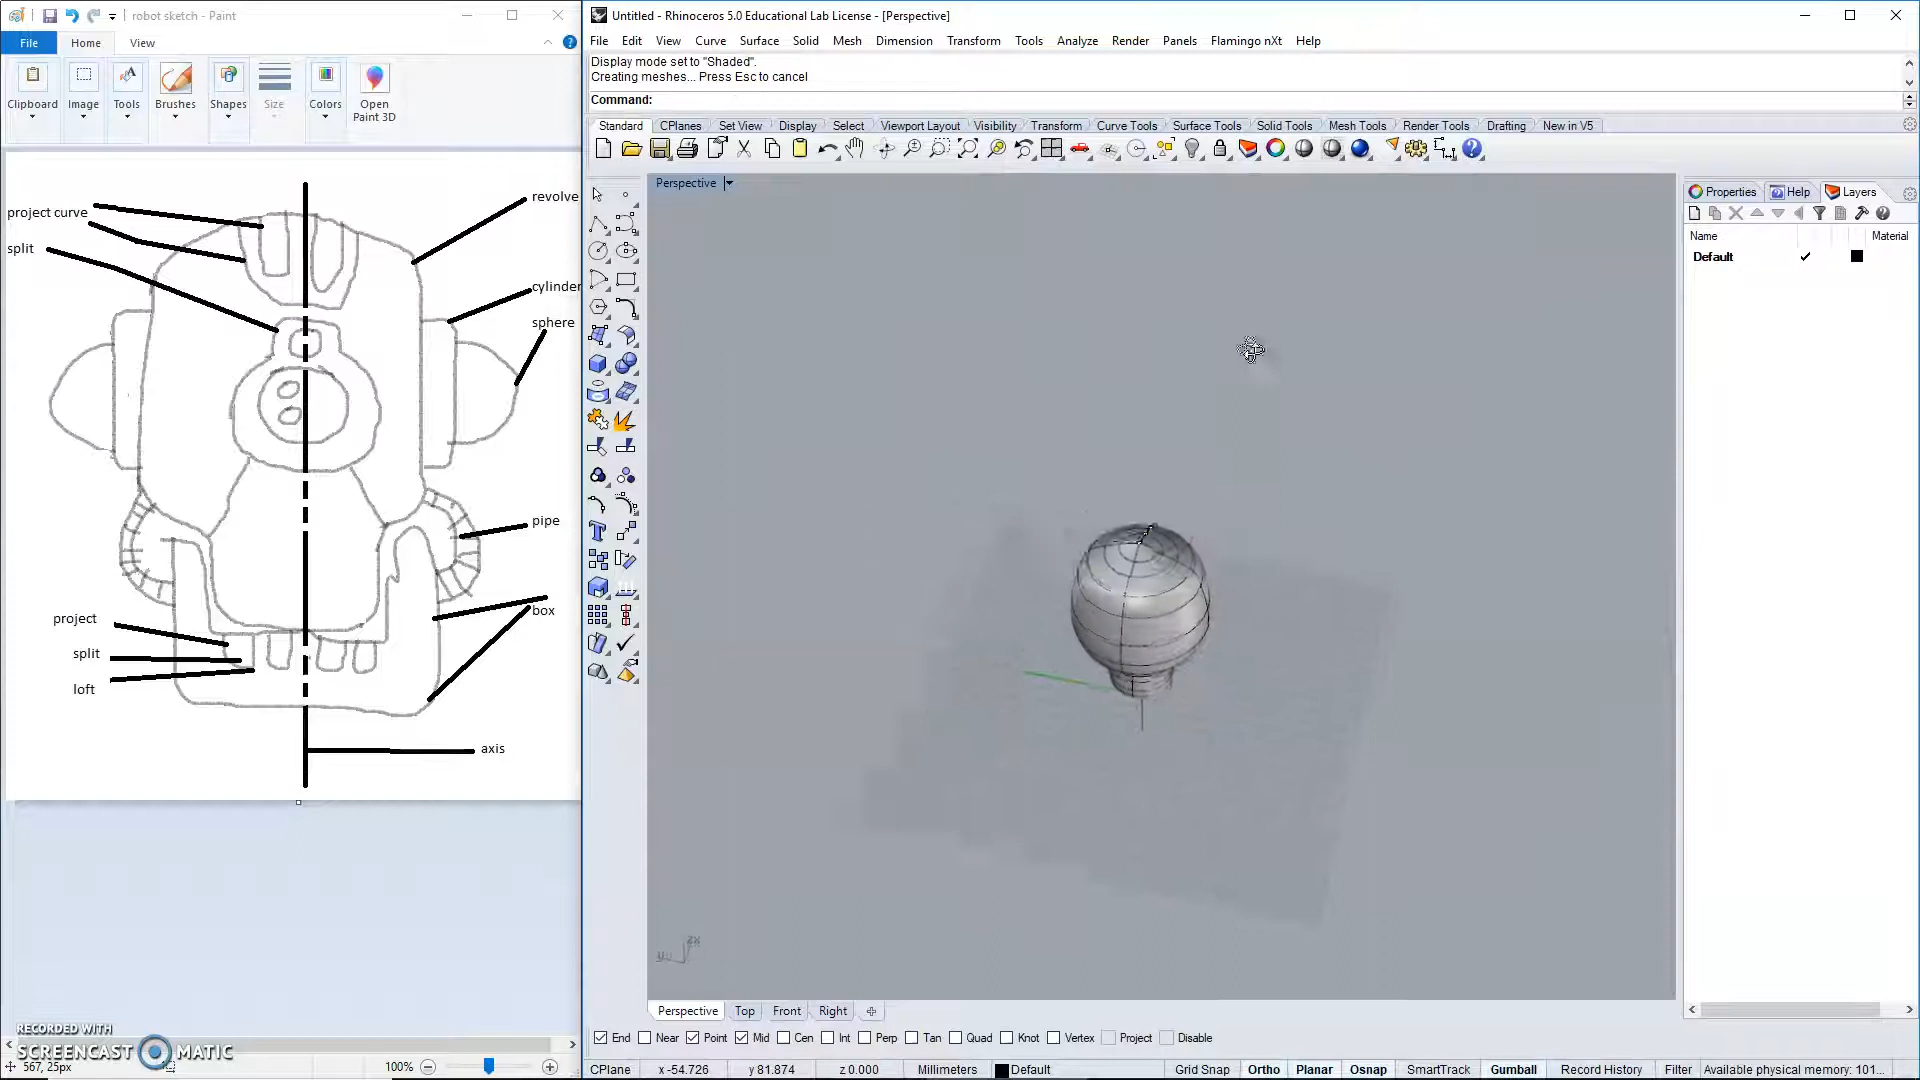 robot sketch - Paint
File Home View
Clipboard Image Tools Brushes Shapes Size Colors Open Paint 3D
project curve
split
revolve
cylinder
sphere
pipe
project
split
loft
box
axis
RECORDED WITH
SCREENCAST MATIC
567, 25px
100%
Untitled - Rhinoceros 5.0 Educational Lab License - [Perspective]
File Edit View Curve Surface Solid Mesh Dimension Transform Tools Analyze Render Panels Flamingo nXt Help
Display mode set to "Shaded".
Creating meshes... Press Esc to cancel
Command:
Standard CPlanes Set View Display Select Viewport Layout Visibility Transform Curve Tools Surface Tools Solid Tools Mesh Tools Render Tools Drafting New in V5
Perspective
Properties Help Layers
Name Material
Default
Perspective Top Front Right
End Near Point Mid Cen Int Perp Tan Quad Knot Vertex Project Disable
CPlane x -54.726 y 81.874 z 0.000 Millimeters Default Grid Snap Ortho Planar Osnap SmartTrack Gumball Record History Filter Available physical memory: 101...